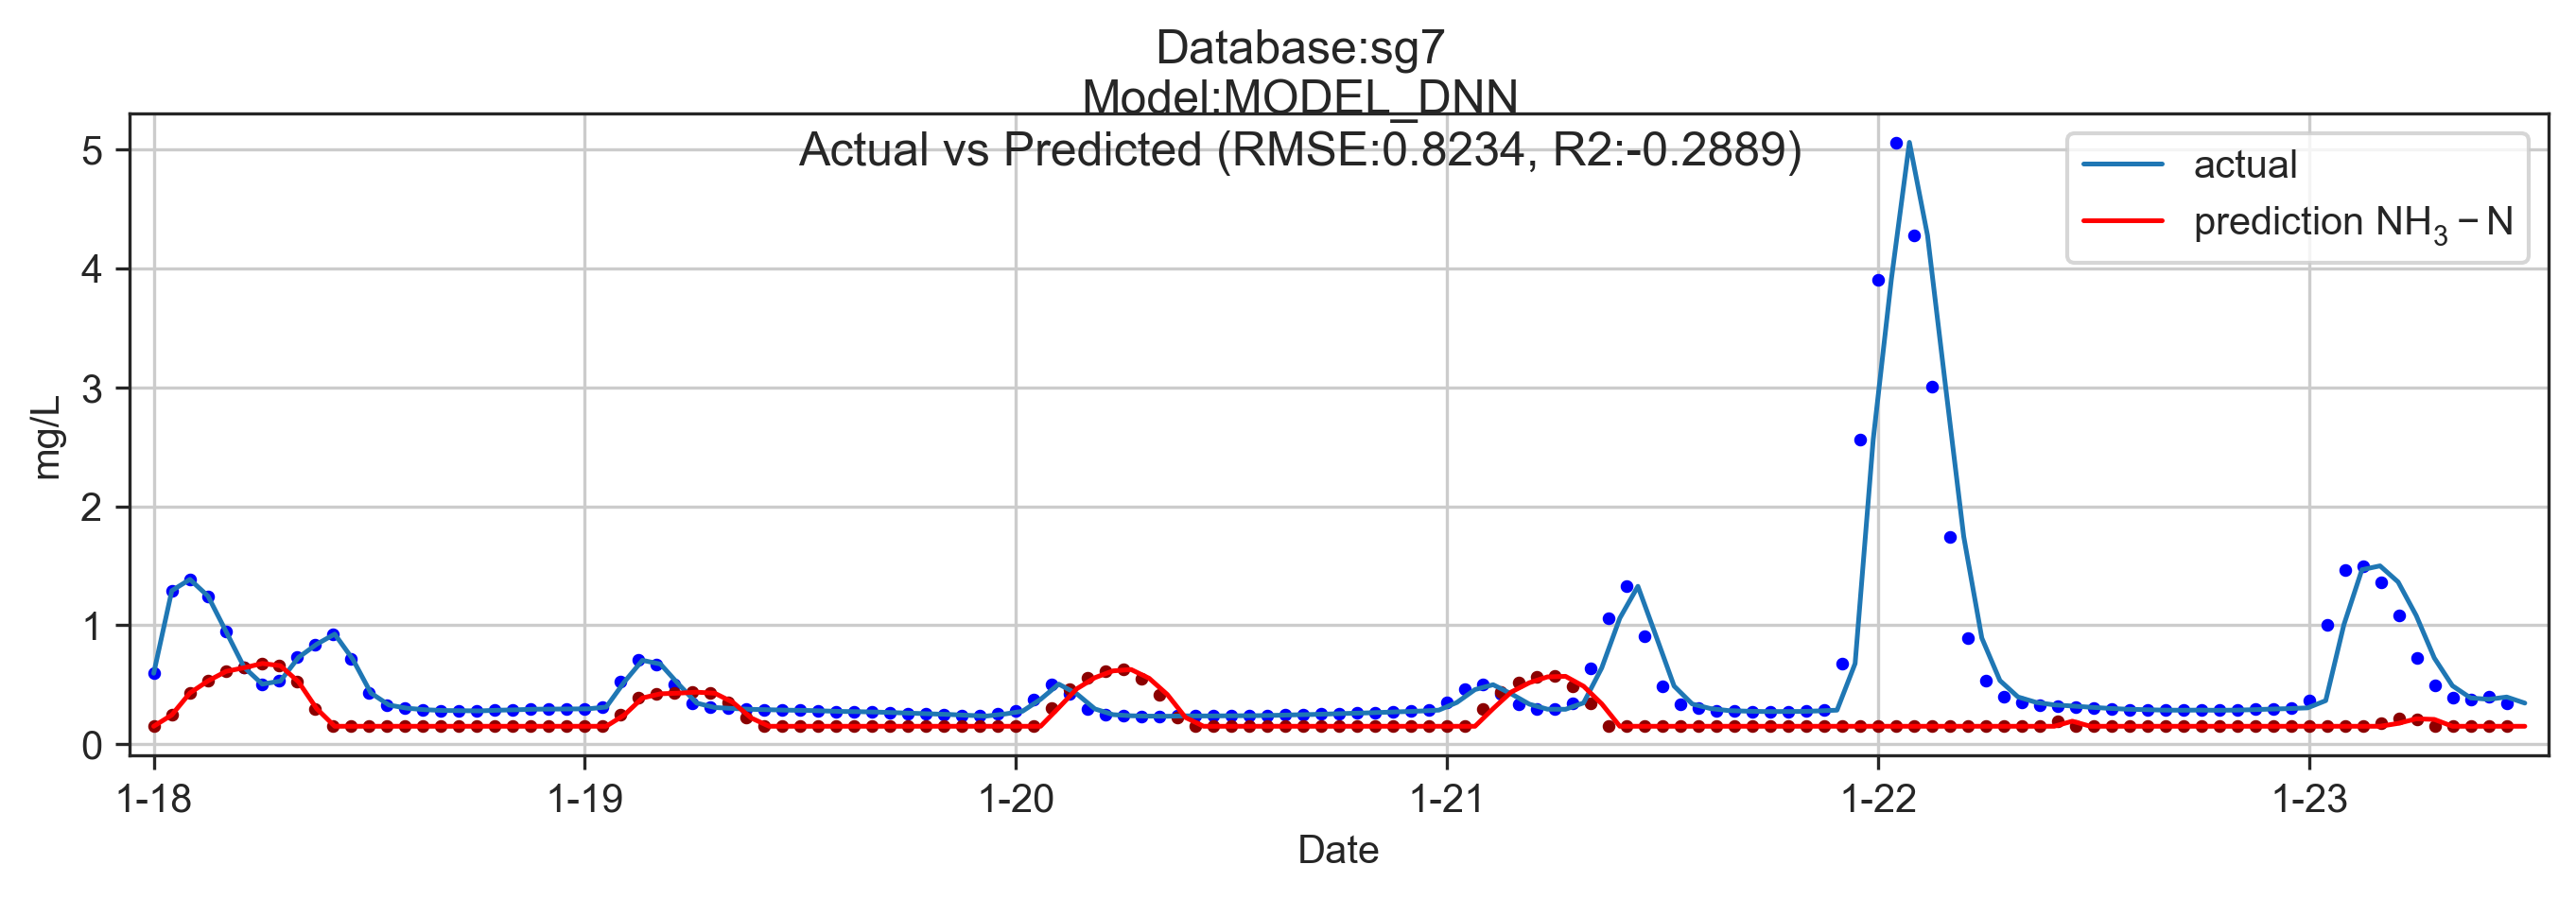 Database:sg7
Model:MODEL_DNN
Actual vs Predicted (RMSE:0.8234, R2:-0.2889)
actual
prediction NH₃ − N
5
4
3
2
1
0
mg/L
1-18 1-19 1-20 1-21 1-22 1-23
Date